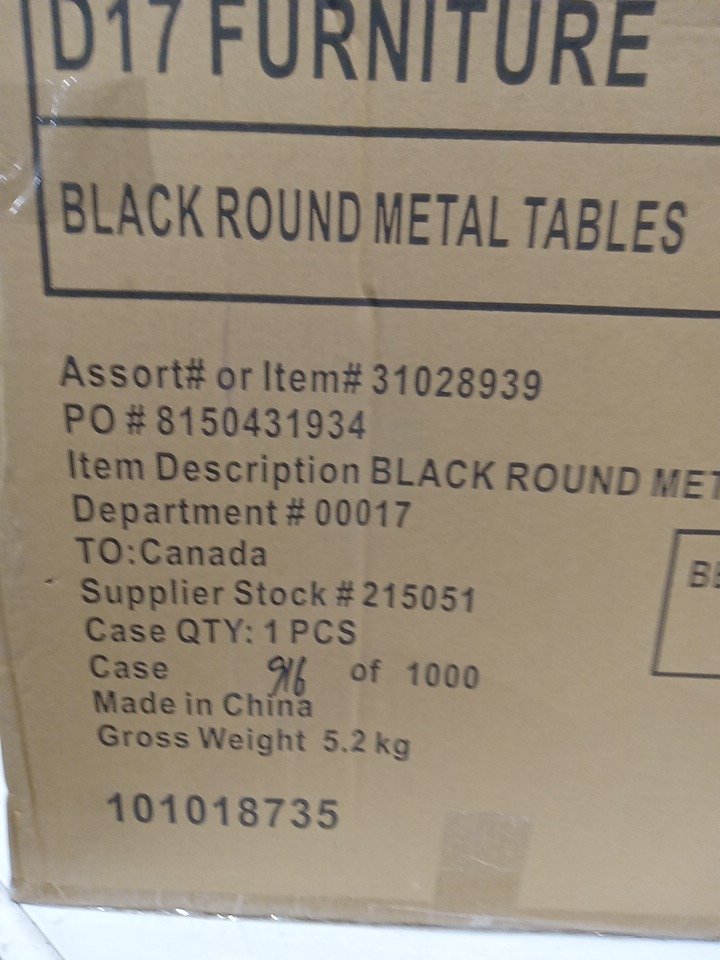 D17 FURNITURE
BLACK ROUND METAL TABLES
Assort# or Item# 31028939
PO # 8150431934
Item Description BLACK ROUND MET
Department # 00017
TO:Canada
Supplier Stock # 215051
Case QTY: 1 PCS
Case 916 of 1000
Made in China
Gross Weight 5.2 kg
101018735